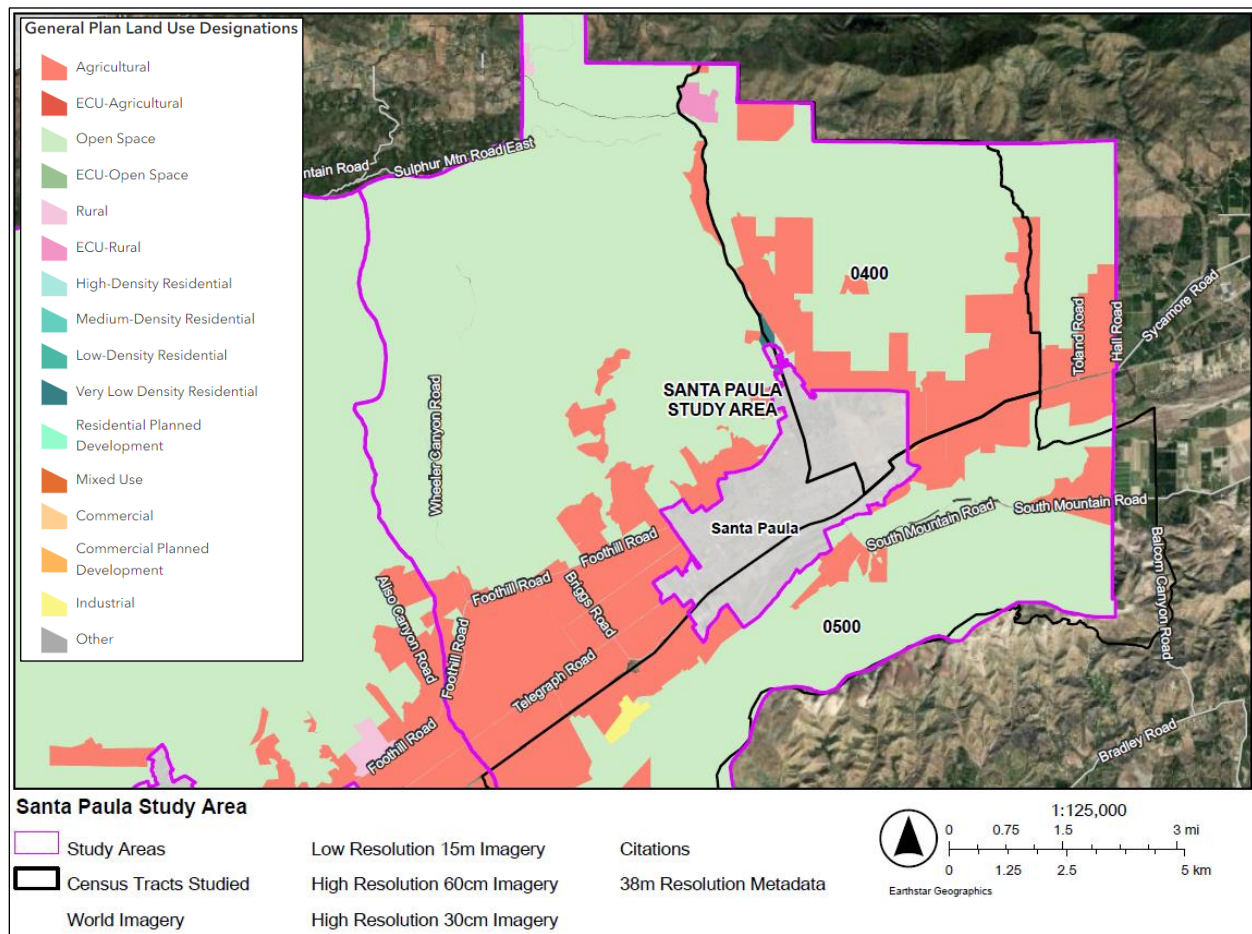 General Plan Land Use Designations
Agricultural
ECU-Agricultural
Open Space
ECU-Open Space
Rural
ECU-Rural
High-Density Residential
Medium-Density Residential
Low-Density Residential
Very Low Density Residential
Residential Planned
Development
Mixed Use
Commercial
Commercial Planned
Development
Industrial
Other
ntain Road
Sulphur Mtn Road East
0400
Toland Road
Hall Road
Sycamore Road
SANTA PAULA
STUDY AREA
Wheeler Canyon Road
Santa Paula
South Mountain Road
South Mountain Road
Foothill Road
Foothill Road
Briggs Road
Aliso Canyon Road
Foothill Road
0500
Balcom Canyon Road
Telegraph Road
Foothill Road
Bradley Road
Santa Paula Study Area
Study Areas
Census Tracts Studied
World Imagery
Low Resolution 15m Imagery
High Resolution 60cm Imagery
High Resolution 30cm Imagery
Citations
38m Resolution Metadata
Earthstar Geographics
1:125,000
0 0.75 1.5 3 mi
0 1.25 2.5 5 km